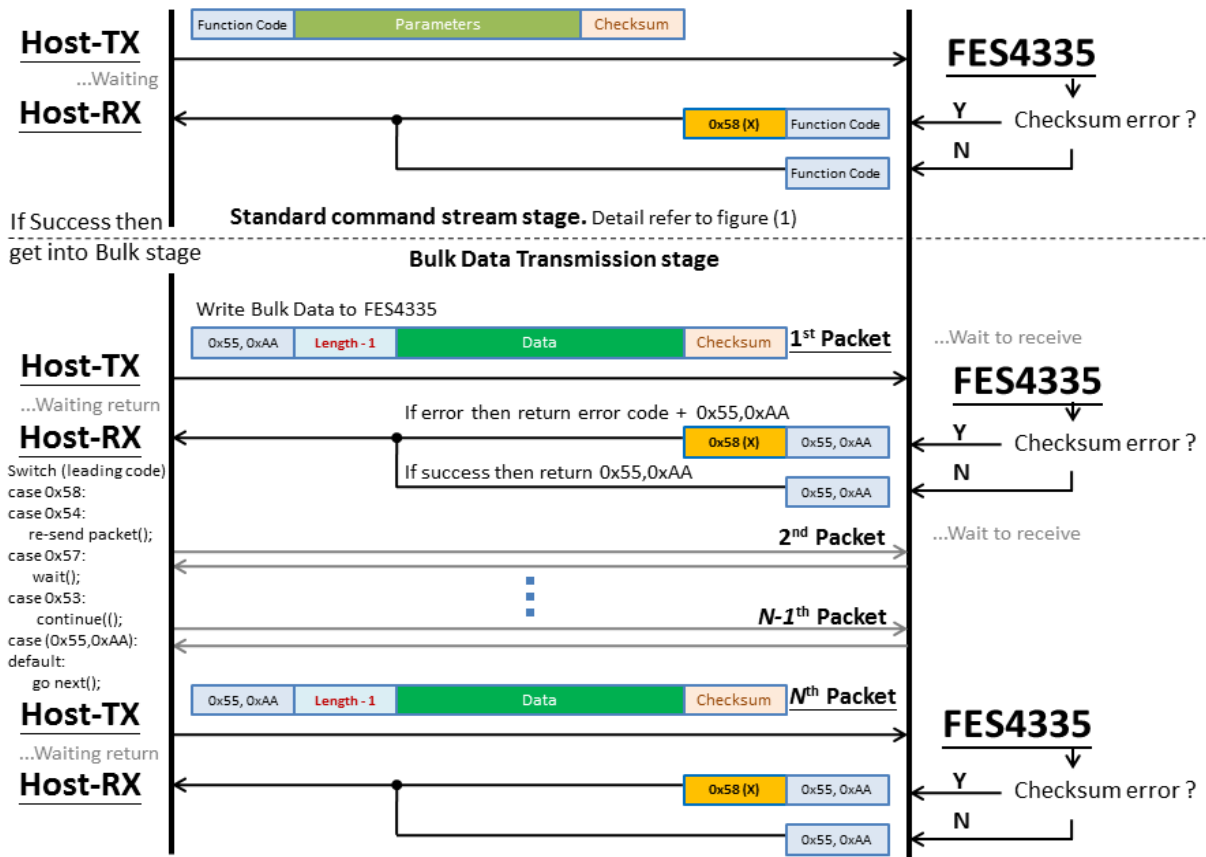 Function Code Parameters Checksum
Host-TX
FES4335
...Waiting
Host-RX
0x58 (X) Function Code
Y
Checksum error ?
N
Function Code
If Success then
get into Bulk stage
Standard command stream stage. Detail refer to figure (1)
Bulk Data Transmission stage
Write Bulk Data to FES4335
0x55, 0xAA Length - 1 Data Checksum
1st Packet
...Wait to receive
Host-TX
FES4335
...Waiting return
If error then return error code + 0x55,0xAA
Host-RX
0x58 (X) 0x55, 0xAA
Y
Checksum error ?
If success then return 0x55,0xAA
N
0x55, 0xAA
Switch (leading code)
case 0x58:
case 0x54:
re-send packet();
case 0x57:
wait();
case 0x53:
continue(();
case (0x55,0xAA):
default:
go next();
2nd Packet
...Wait to receive
N-1th Packet
0x55, 0xAA Length - 1 Data Checksum
Nth Packet
Host-TX
FES4335
...Waiting return
Host-RX
0x58 (X) 0x55, 0xAA
Y
Checksum error ?
N
0x55, 0xAA